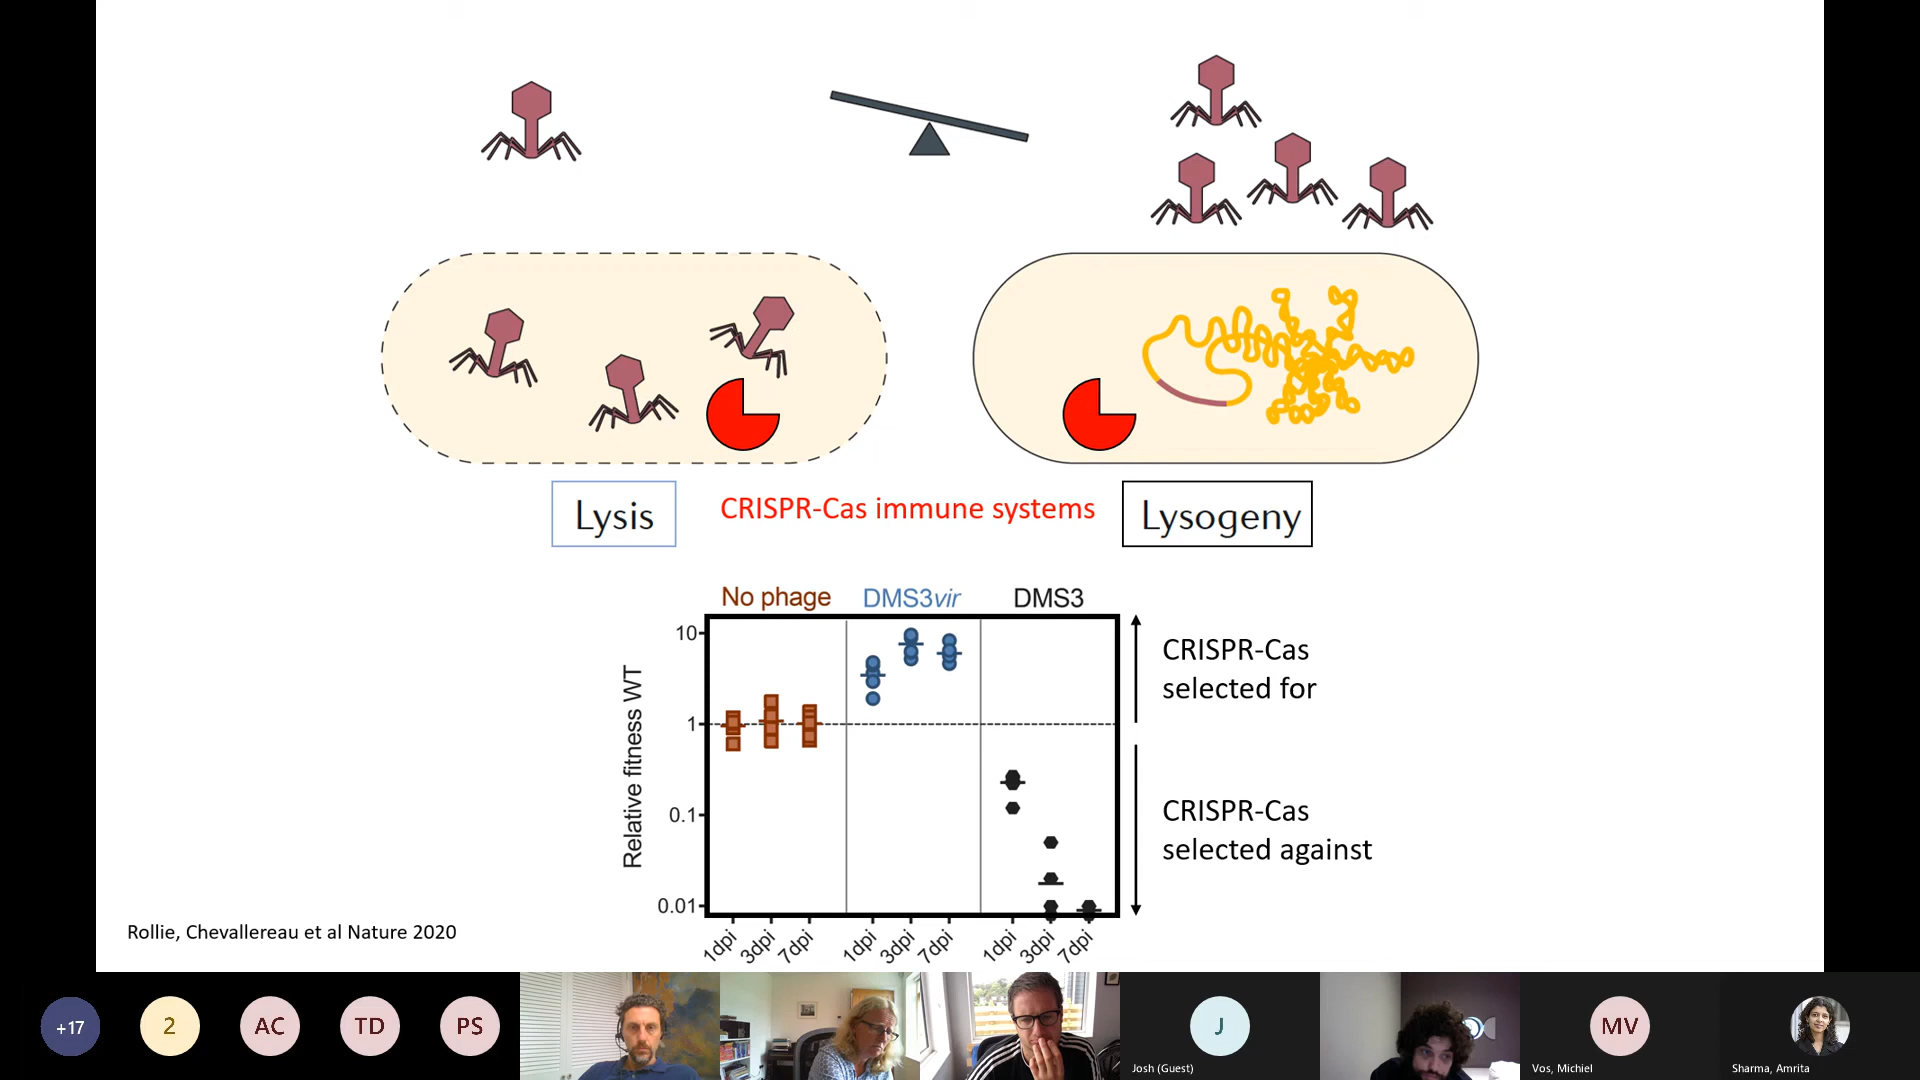 Lysis
CRISPR-Cas immune systems
Lysogeny
No phage
DMS3vir
DMS3
Relative fitness WT
10
1
0.1
0.01
1dpi
3dpi
7dpi
1dpi
3dpi
7dpi
1dpi
3dpi
7dpi
CRISPR-Cas
selected for
CRISPR-Cas
selected against
Rollie, Chevallereau et al Nature 2020
+17
2
AC
TD
PS
J
Josh (Guest)
MV
Vos, Michiel
Sharma, Amrita